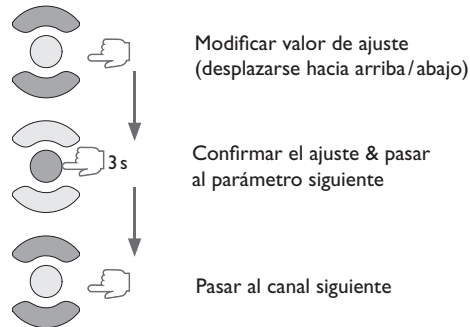 Modificar valor de ajuste
(desplazarse hacia arriba/abajo)
3 s
Confirmar el ajuste & pasar
al parámetro siguiente
Pasar al canal siguiente